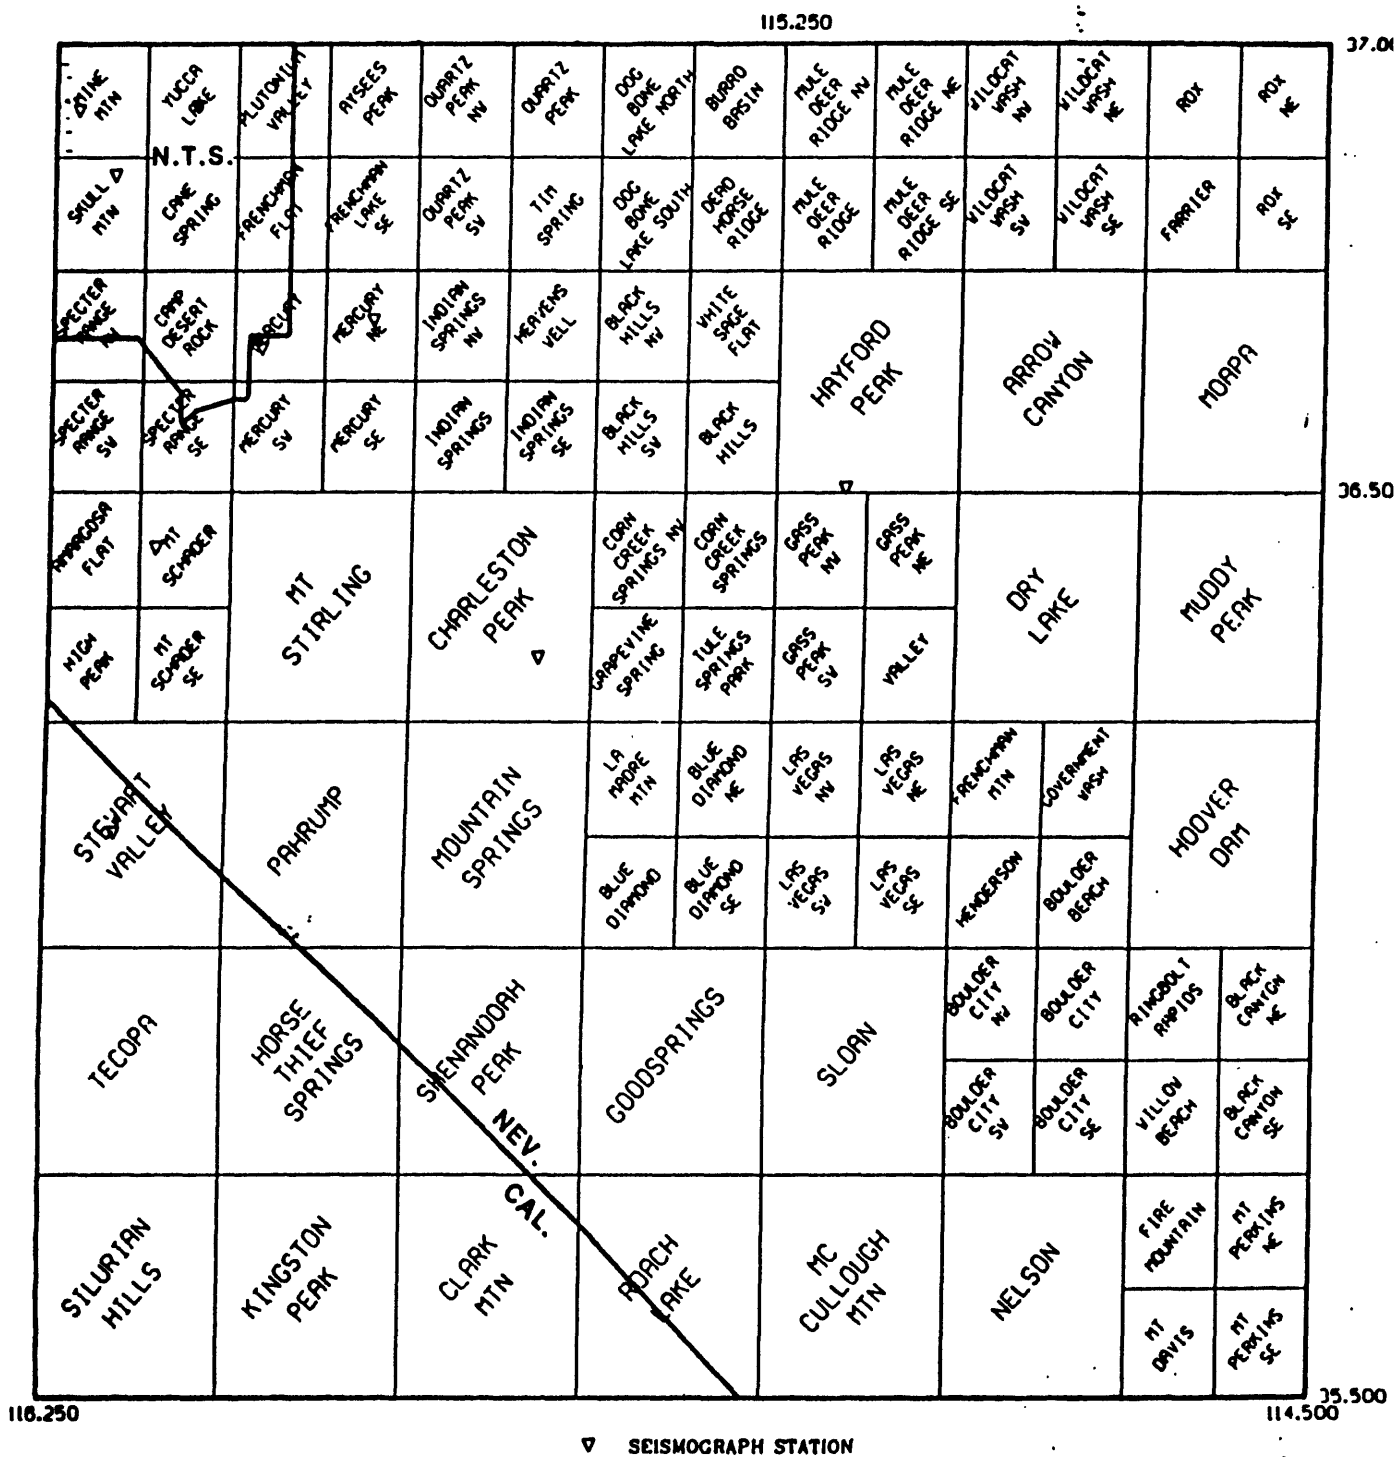 115.250
37.00
MINE
MTN
YUCCA
LAKE
PLUTONIUM
VALLEY
AYSEES
PEAK
QUARTZ
PEAK
NW
QUARTZ
PEAK
DOG
BONE
LAKE NORTH
BURRO
BASIN
MULE
DEER
RIDGE NW
MULE
DEER
RIDGE NE
WILDCAT
WASH
NW
WILDCAT
WASH
NE
ROX
ROX
NE
N.T.S.
SKULL
MTN
CANE
SPRING
FRENCHMAN
FLAT
FRENCHMAN
LAKE
SE
QUARTZ
PEAK
SW
TIM
SPRING
DOG
BONE
LAKE SOUTH
DEAD
HORSE
RIDGE
MULE
DEER
RIDGE
MULE
DEER
RIDGE SE
WILDCAT
WASH
SW
WILDCAT
WASH
SE
FARRIER
ROX
SE
SPECTER
RANGE
NW
CAMP
DESERT
ROCK
MERCURY
MERCURY
NE
INDIAN
SPRINGS
NW
HEAVENS
WELL
BLACK
HILLS
NW
WHITE
SAGE
FLAT
HAYFORD
PEAK
ARROW
CANYON
MOAPA
SPECTER
RANGE
SW
SPECTER
RANGE
SE
MERCURY
SW
MERCURY
SE
INDIAN
SPRINGS
INDIAN
SPRINGS
SE
BLACK
HILLS
SW
BLACK
HILLS
36.50
AMARGOSA
FLAT
MT
SCHADER
MT
STIRLING
CHARLESTON
PEAK
CORN
CREEK
SPRINGS NW
CORN
CREEK
SPRINGS
GASS
PEAK
NW
GASS
PEAK
NE
DRY
LAKE
MUDDY
PEAK
HIGH
PEAK
MT
SCHADER
SE
GRAPEVINE
SPRING
TULE
SPRINGS
PARK
GASS
PEAK
SW
VALLEY
STEWART
VALLEY
PAHRUMP
MOUNTAIN
SPRINGS
LA
MADRE
MTN
BLUE
DIAMOND
NE
LAS
VEGAS
NW
LAS
VEGAS
NE
FRENCHMAN
MTN
GOVERNMENT
WASH
HOOVER
DAM
BLUE
DIAMOND
BLUE
DIAMOND
SE
LAS
VEGAS
SW
LAS
VEGAS
SE
HENDERSON
BOULDER
BEACH
TECOPA
HORSE
THIEF
SPRINGS
SHENANDOAH
PEAK
GOODSPRINGS
SLOAN
BOULDER
CITY
NW
BOULDER
CITY
RINGBOLT
RAPIDS
BLACK
CANYON
NE
BOULDER
CITY
SW
BOULDER
CITY
SE
WILLOW
BEACH
BLACK
CANYON
SE
NEV.
CAL.
SILURIAN
HILLS
KINGSTON
PEAK
CLARK
MTN
ROACH
LAKE
MC
CULLOUGH
MTN
NELSON
FIRE
MOUNTAIN
MT
PERKINS
NE
MT
DAVIS
MT
PERKINS
SE
35.500
116.250
114.500
SEISMOGRAPH STATION